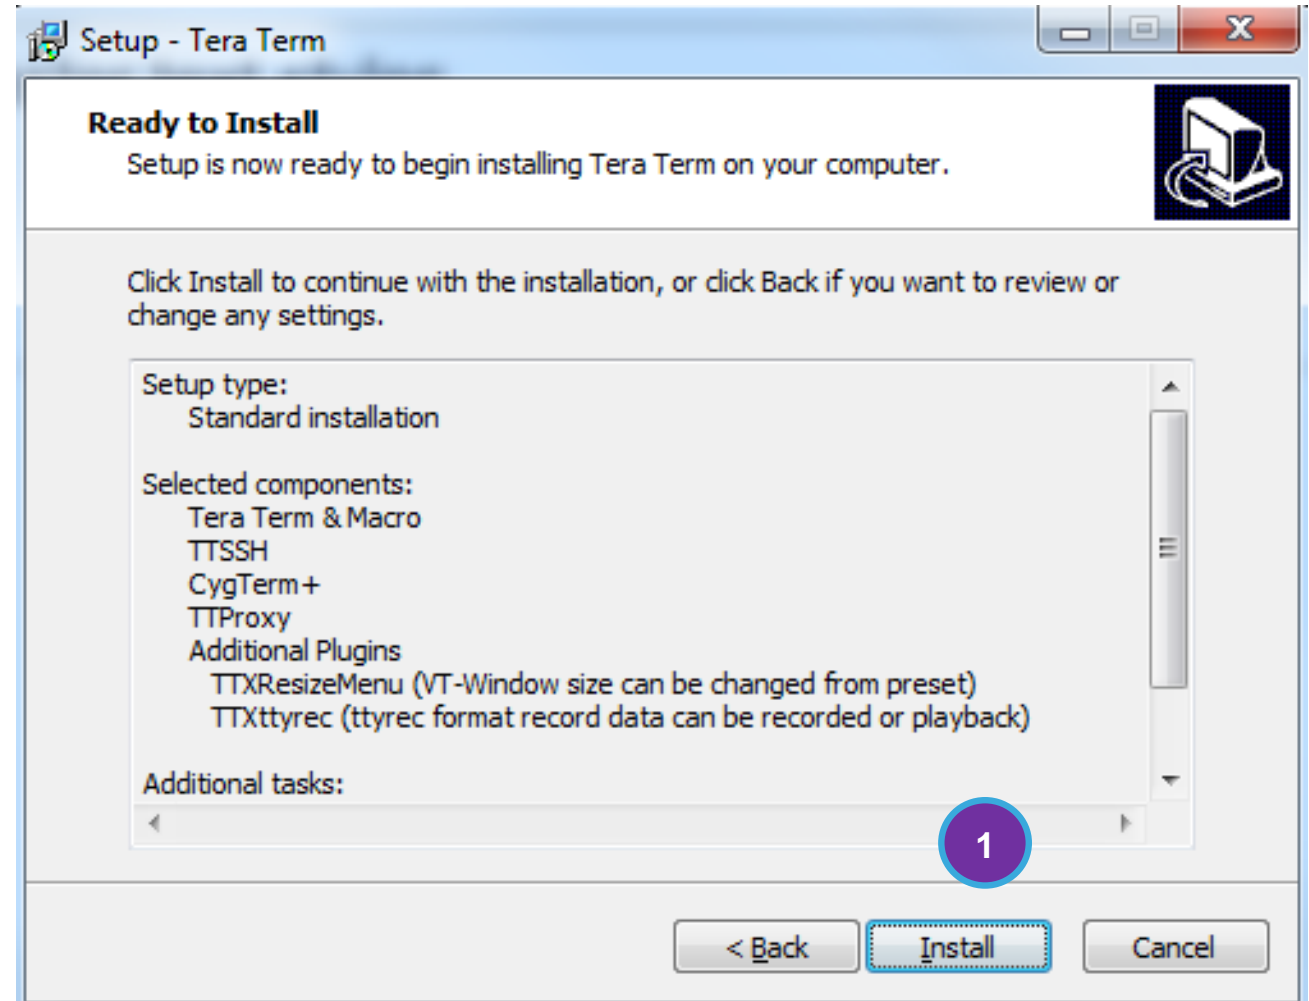 Setup - Tera Term
Ready to Install
Setup is now ready to begin installing Tera Term on your computer.
Click Install to continue with the installation, or click Back if you want to review or
change any settings.
Setup type:
Standard installation
Selected components:
Tera Term & Macro
TTSSH
CygTerm+
TTProxy
Additional Plugins
TTXResizeMenu (VT-Window size can be changed from preset)
TTXttyrec (ttyrec format record data can be recorded or playback)
Additional tasks:
1
< Back Install Cancel